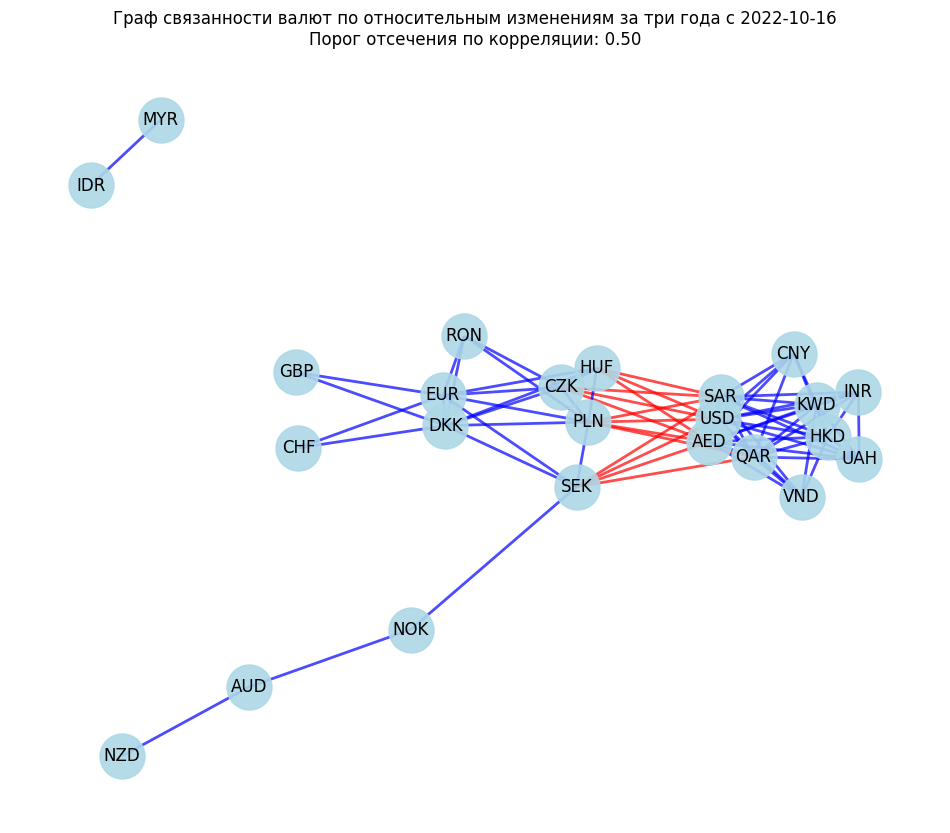 Граф связанности валют по относительным изменениям за три года с 2022-10-16
Порог отсечения по корреляции: 0.50
MYR
IDR
RON
GBP
HUF
CNY
CZK
EUR
SAR
KWD
INR
DKK
PLN
USD
AED
HKD
CHF
QAR
UAH
SEK
VND
NOK
AUD
NZD